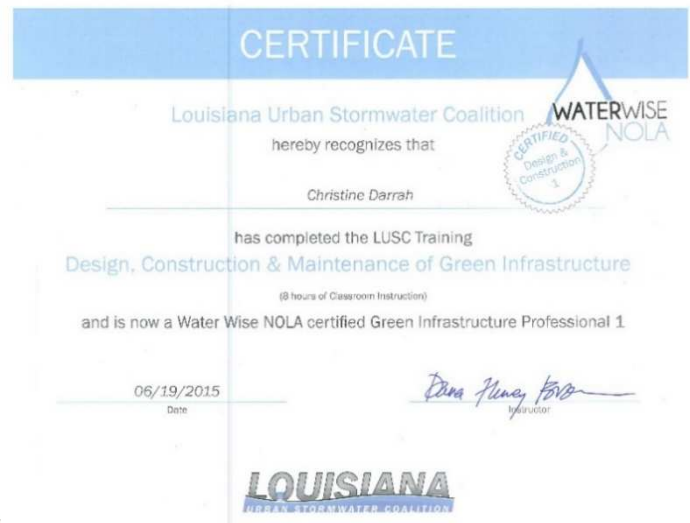 CERTIFICATE
Louisiana Urban Stormwater Coalition
WATERWISE
NOLA
hereby recognizes that
CERTIFIED
Design &
Construction
1
Christine Darrah
has completed the LUSC Training
Design, Construction & Maintenance of Green Infrastructure
(8 hours of Classroom Instruction)
and is now a Water Wise NOLA certified Green Infrastructure Professional 1
06/19/2015
Date
Dana
Instructor
LOUISIANA
URBAN STORMWATER COALITION